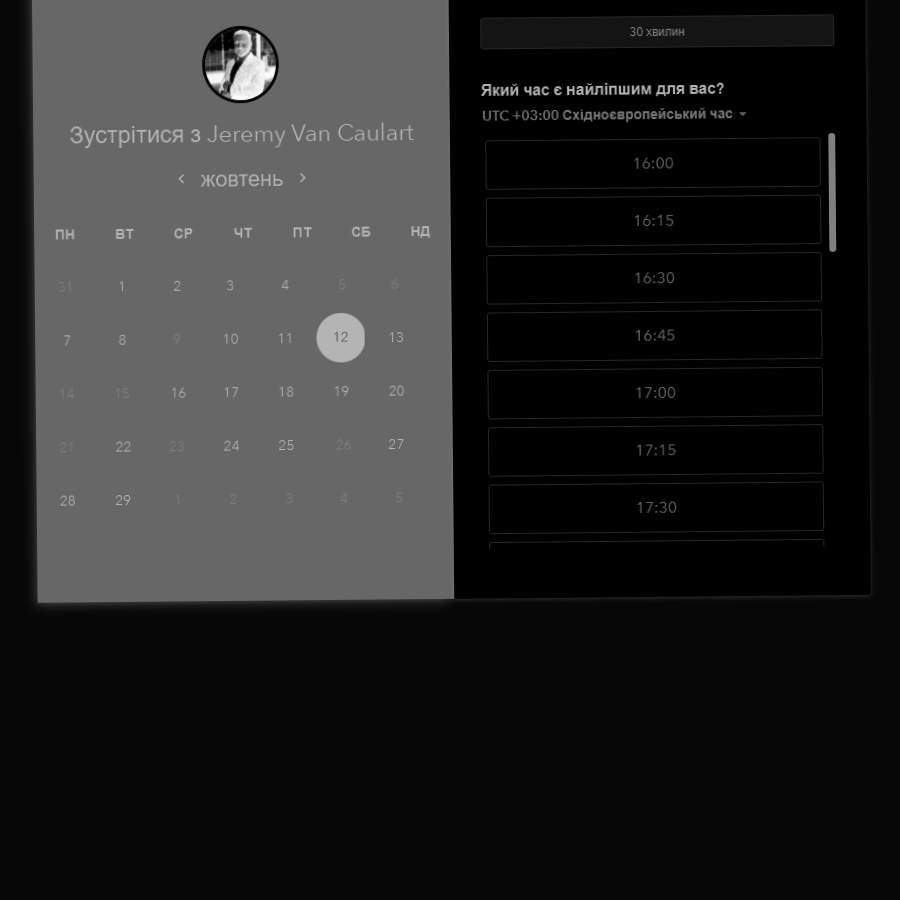 Зустрітися з Jeremy Van Caulart
жовтень
ПН ВТ СР ЧТ ПТ СБ НД
31 1 2 3 4 5 6
7 8 9 10 11 12 13
14 15 16 17 18 19 20
21 22 23 24 25 26 27
28 29 1 2 3 4 5
30 хвилин
Який час є найліпшим для вас?
UTC +03:00 Східноєвропейський час
16:00
16:15
16:30
16:45
17:00
17:15
17:30